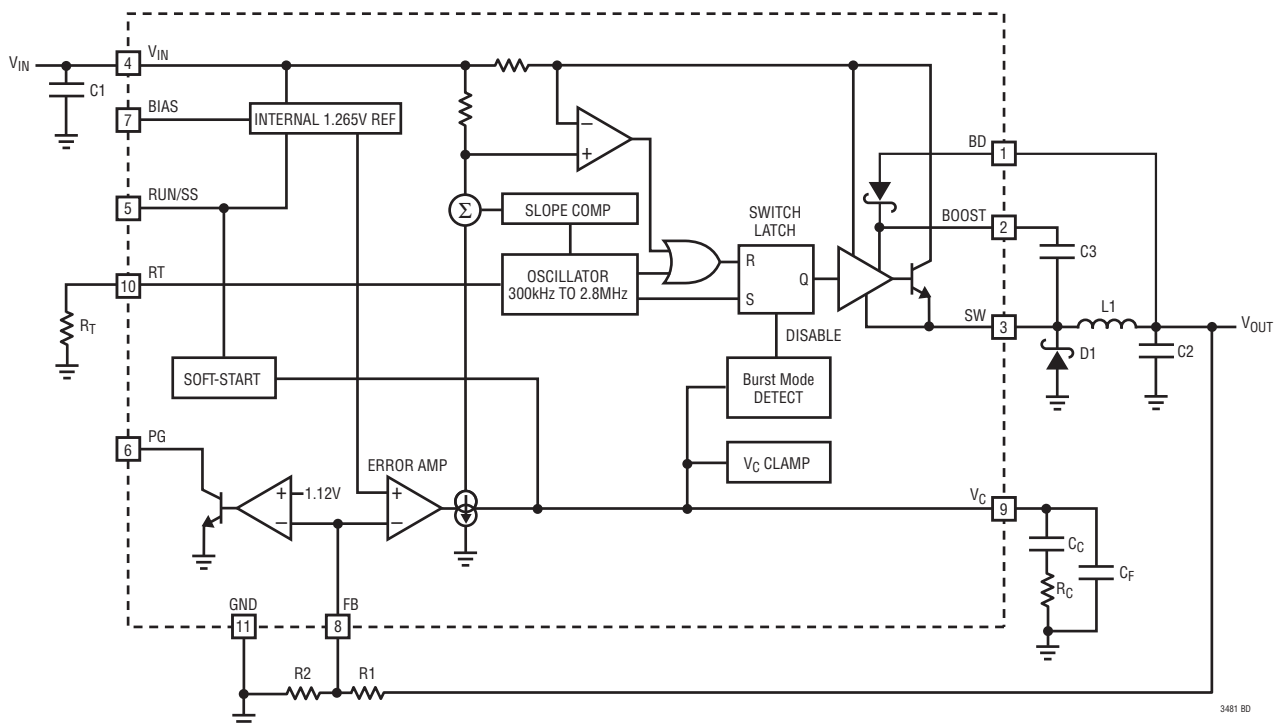 VIN
4
VIN
C1
7
BIAS
INTERNAL 1.265V REF
−
+
BD
1
5
RUN/SS
Σ
SLOPE COMP
SWITCH
LATCH
BOOST
2
C3
10
RT
OSCILLATOR
300kHz TO 2.8MHz
R
S
Q
RT
SW
3
L1
VOUT
DISABLE
D1
C2
SOFT-START
Burst Mode
DETECT
6
PG
ERROR AMP
VC CLAMP
+
1.12V
−
+
−
VC
9
CC
RC
CF
GND
11
FB
8
R2
R1
3481 BD